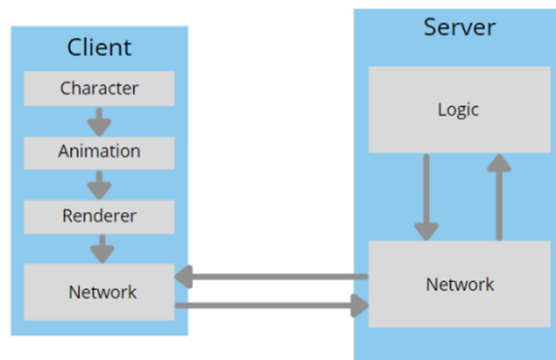 Client
Character
Animation
Renderer
Network
Server
Logic
Network